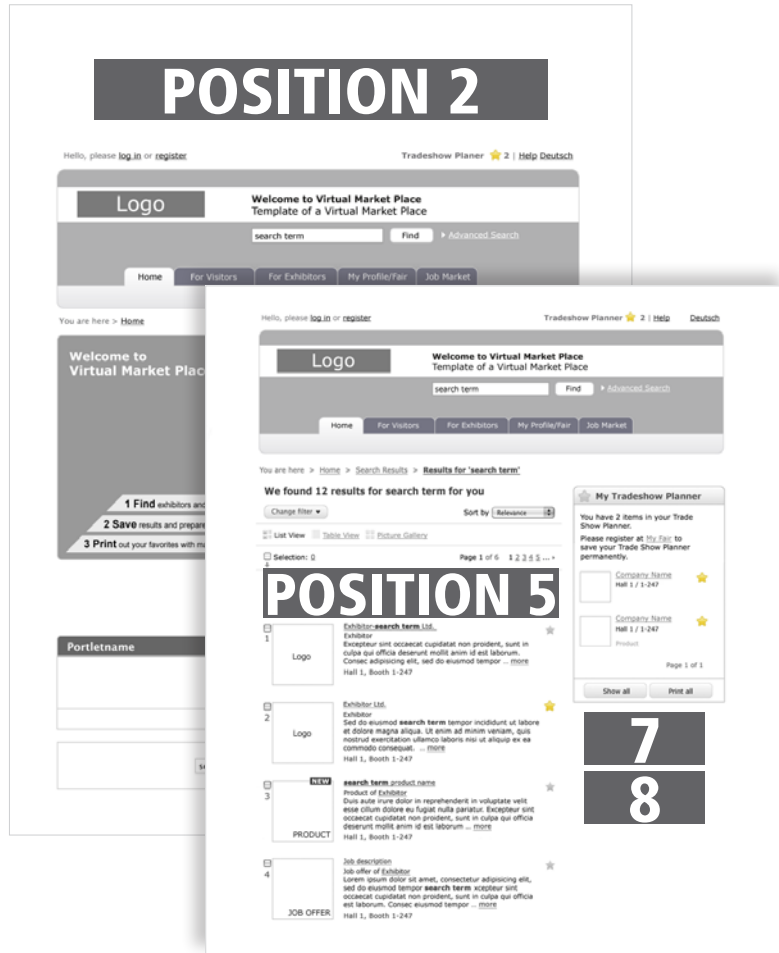 POSITION 2
Hello, please log in or register
Tradeshow Planer 2 | Help Deutsch
Logo
Welcome to Virtual Market Place
Template of a Virtual Market Place
search term Find Advanced Search
Home For Visitors For Exhibitors My Profile/Fair Job Market
You are here > Home
Welcome to
Virtual Market Plac
1 Find exhibitors and
2 Save results and prepare
3 Print out your favorites with
Portletname
Hello, please log in or register
Tradeshow Planner 2 | Help Deutsch
Logo
Welcome to Virtual Market Place
Template of a Virtual Market Place
search term Find Advanced Search
Home For Visitors For Exhibitors My Profile/Fair Job Market
You are here > Home > Search Results > Results for 'search term'
We found 12 results for search term for you
Change filter
Sort by Relevance
List View Table View Picture Gallery
Selection: 0
Page 1 of 6 1 2 3 4 5 ...
POSITION 5
1
Logo
Exhibitor-search term Ltd.
Exhibitor
Excepteur sint occaecat cupidatat non proident, sunt in
culpa qui officia deserunt mollit anim id est laborum.
Consec adipisicing elit, sed do eiusmod tempor ... more
Hall 1, Booth 1-247
2
Logo
Exhibitor Ltd.
Exhibitor
Sed do eiusmod search term tempor incididunt ut labore
et dolore magna aliqua. Ut enim ad minim veniam, quis
nostrud exercitation ullamco laboris nisi ut aliquip ex ea
commodo consequat. ... more
Hall 1, Booth 1-247
3
NEW
PRODUCT
search term product name
Product of Exhibitor
Duis aute irure dolor in reprehenderit in voluptate velit
esse cillum dolore eu fugiat nulla pariatur. Excepteur sint
occaecat cupidatat non proident, sunt in culpa qui officia
deserunt mollit anim id est laborum ... more
Hall 1, Booth 1-247
4
JOB OFFER
Job description
Job offer of Exhibitor
Lorem ipsum dolor sit amet, consectetur adipisicing elit,
sed do eiusmod tempor search term xcepteur sint
occaecat cupidatat non proident, sunt in culpa qui officia
est laborum. Consec eiusmod tempor ... more
Hall 1, Booth 1-247
My Tradeshow Planner
You have 2 items in your Trade
Show Planner.
Please register at My Fair to
save your Trade Show Planner
permanently.
Company Name
Hall 1 / 1-247
Company Name
Hall 1 / 1-247
Product
Page 1 of 1
Show all Print all
7
8